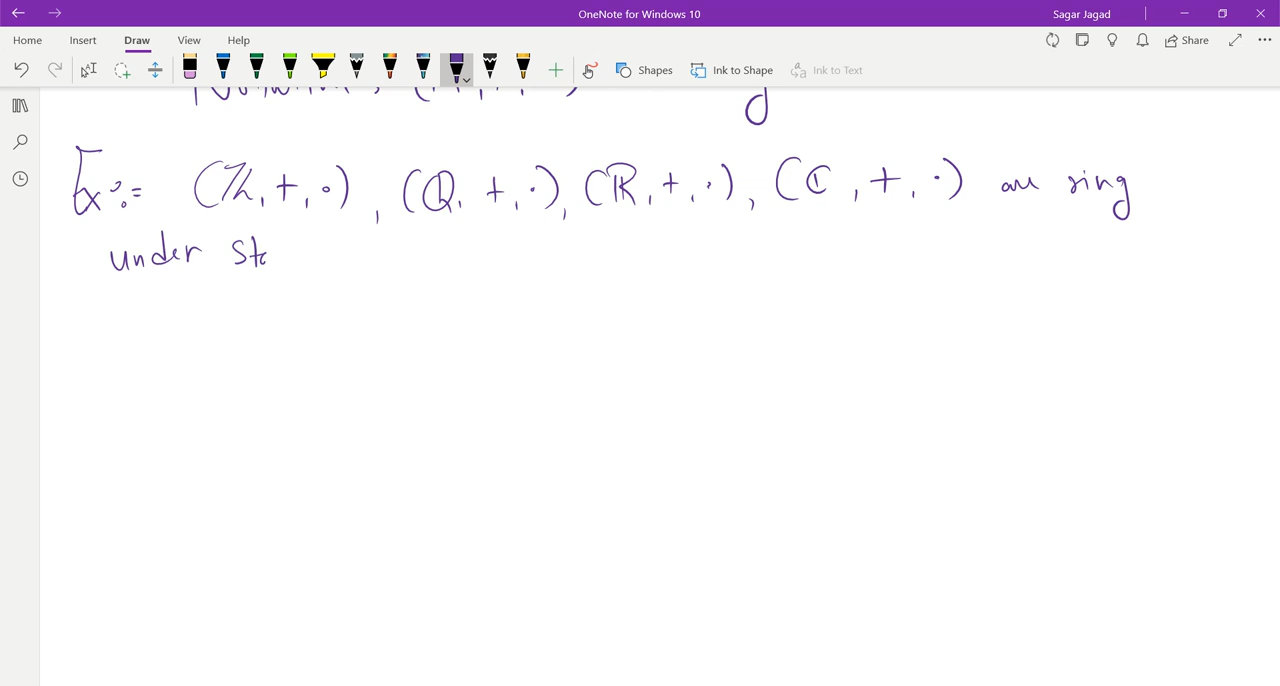 OneNote for Windows 10
Sagar Jagad
Home Insert Draw View Help
Share
Shapes Ink to Shape Ink to Text
Ex:= (ℤ, +, ·), (ℚ, +, ·), (ℝ, +, ·), (ℂ, +, ·) are ring
under sta